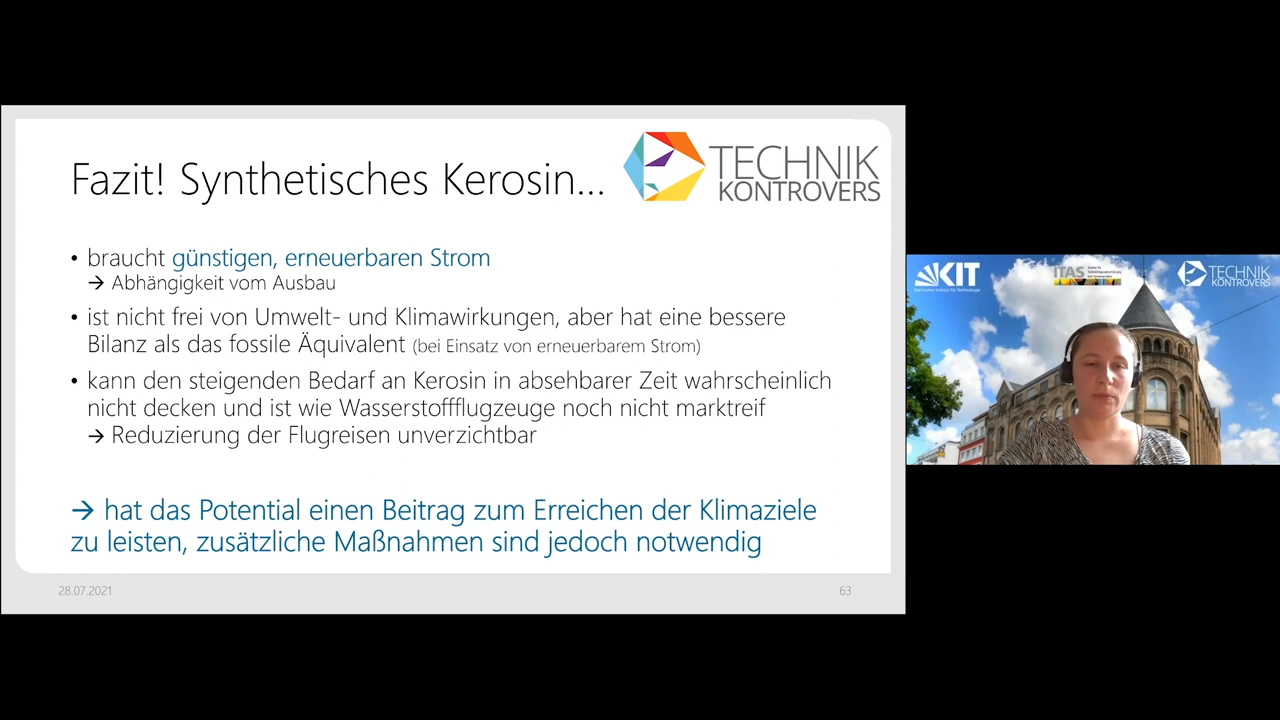 Fazit! Synthetisches Kerosin...
TECHNIK
KONTROVERS
• braucht günstigen, erneuerbaren Strom
→ Abhängigkeit vom Ausbau
• ist nicht frei von Umwelt- und Klimawirkungen, aber hat eine bessere
Bilanz als das fossile Äquivalent (bei Einsatz von erneuerbarem Strom)
• kann den steigenden Bedarf an Kerosin in absehbarer Zeit wahrscheinlich
nicht decken und ist wie Wasserstoffflugzeuge noch nicht marktreif
→ Reduzierung der Flugreisen unverzichtbar
→ hat das Potential einen Beitrag zum Erreichen der Klimaziele
zu leisten, zusätzliche Maßnahmen sind jedoch notwendig
28.07.2021
63
KIT
Karlsruher Institut für Technologie
ITAS
TECHNIK
KONTROVERS